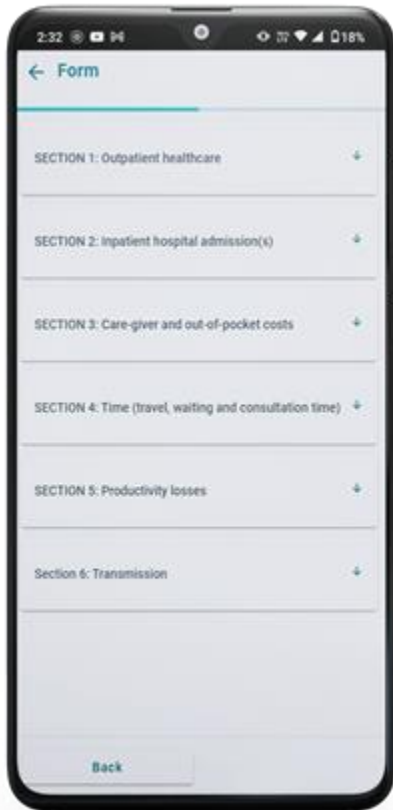 2:32 18%
← Form
SECTION 1: Outpatient healthcare
SECTION 2: Inpatient hospital admission(s)
SECTION 3: Care-giver and out-of-pocket costs
SECTION 4: Time (travel, waiting and consultation time)
SECTION 5: Productivity losses
Section 6: Transmission
Back